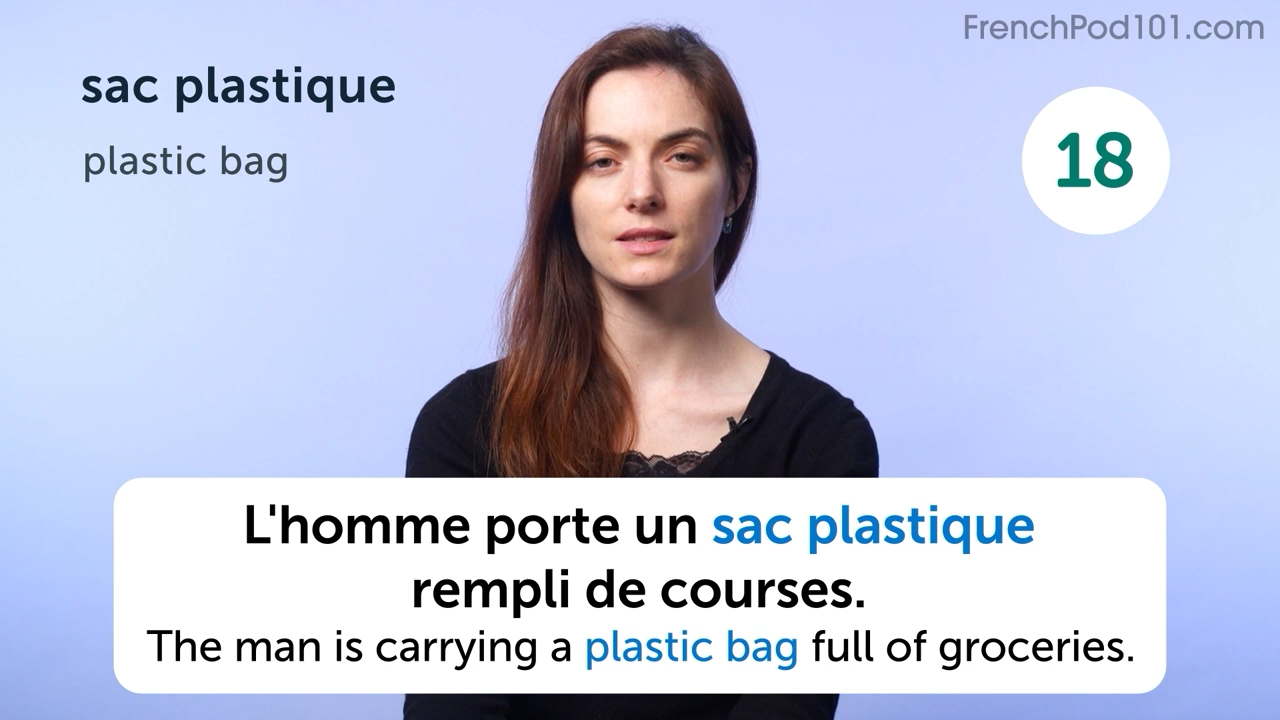 FrenchPod101.com
sac plastique
plastic bag
18
L'homme porte un sac plastique
rempli de courses.
The man is carrying a plastic bag full of groceries.